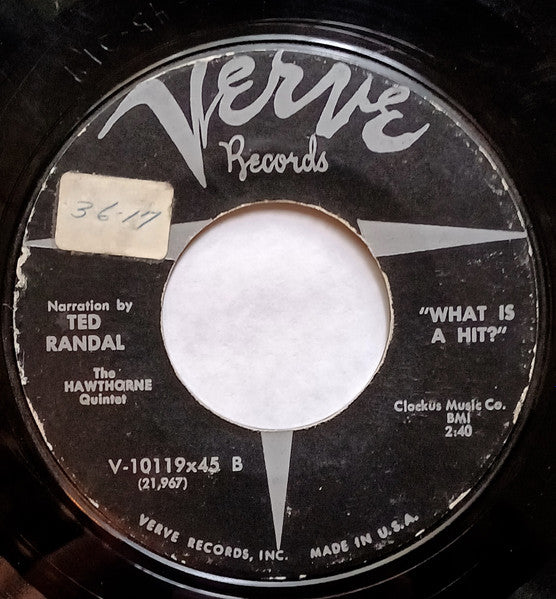 Verve
Records
36-17
Narration by
TED
RANDAL
The
HAWTHORNE
Quintet
"WHAT IS
A HIT?"
Clockus Music Co.
BMI
2:40
V-10119x45 B
(21,967)
VERVE RECORDS, INC. MADE IN U.S.A.